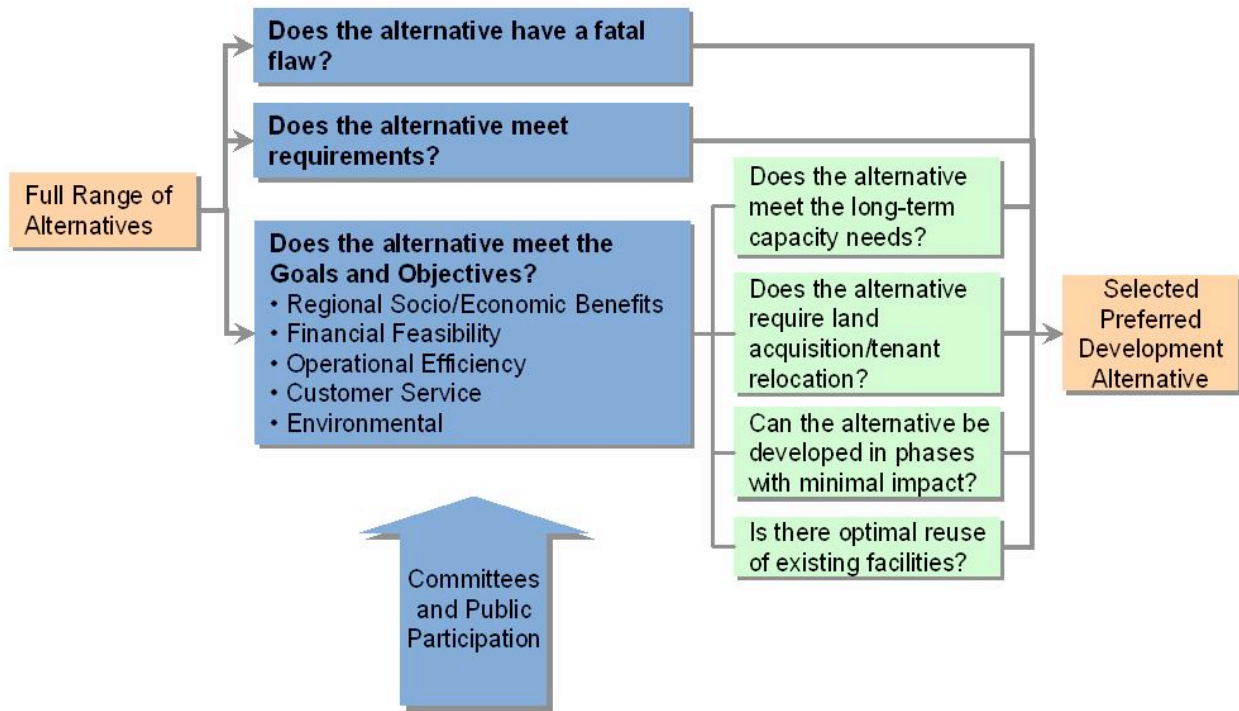 Does the alternative have a fatal
flaw?
Does the alternative meet
requirements?
Full Range of
Alternatives
Does the alternative meet the
Goals and Objectives?
• Regional Socio/Economic Benefits
• Financial Feasibility
• Operational Efficiency
• Customer Service
• Environmental
Does the alternative
meet the long-term
capacity needs?
Does the alternative
require land
acquisition/tenant
relocation?
Can the alternative be
developed in phases
with minimal impact?
Is there optimal reuse
of existing facilities?
Selected
Preferred
Development
Alternative
Committees
and Public
Participation